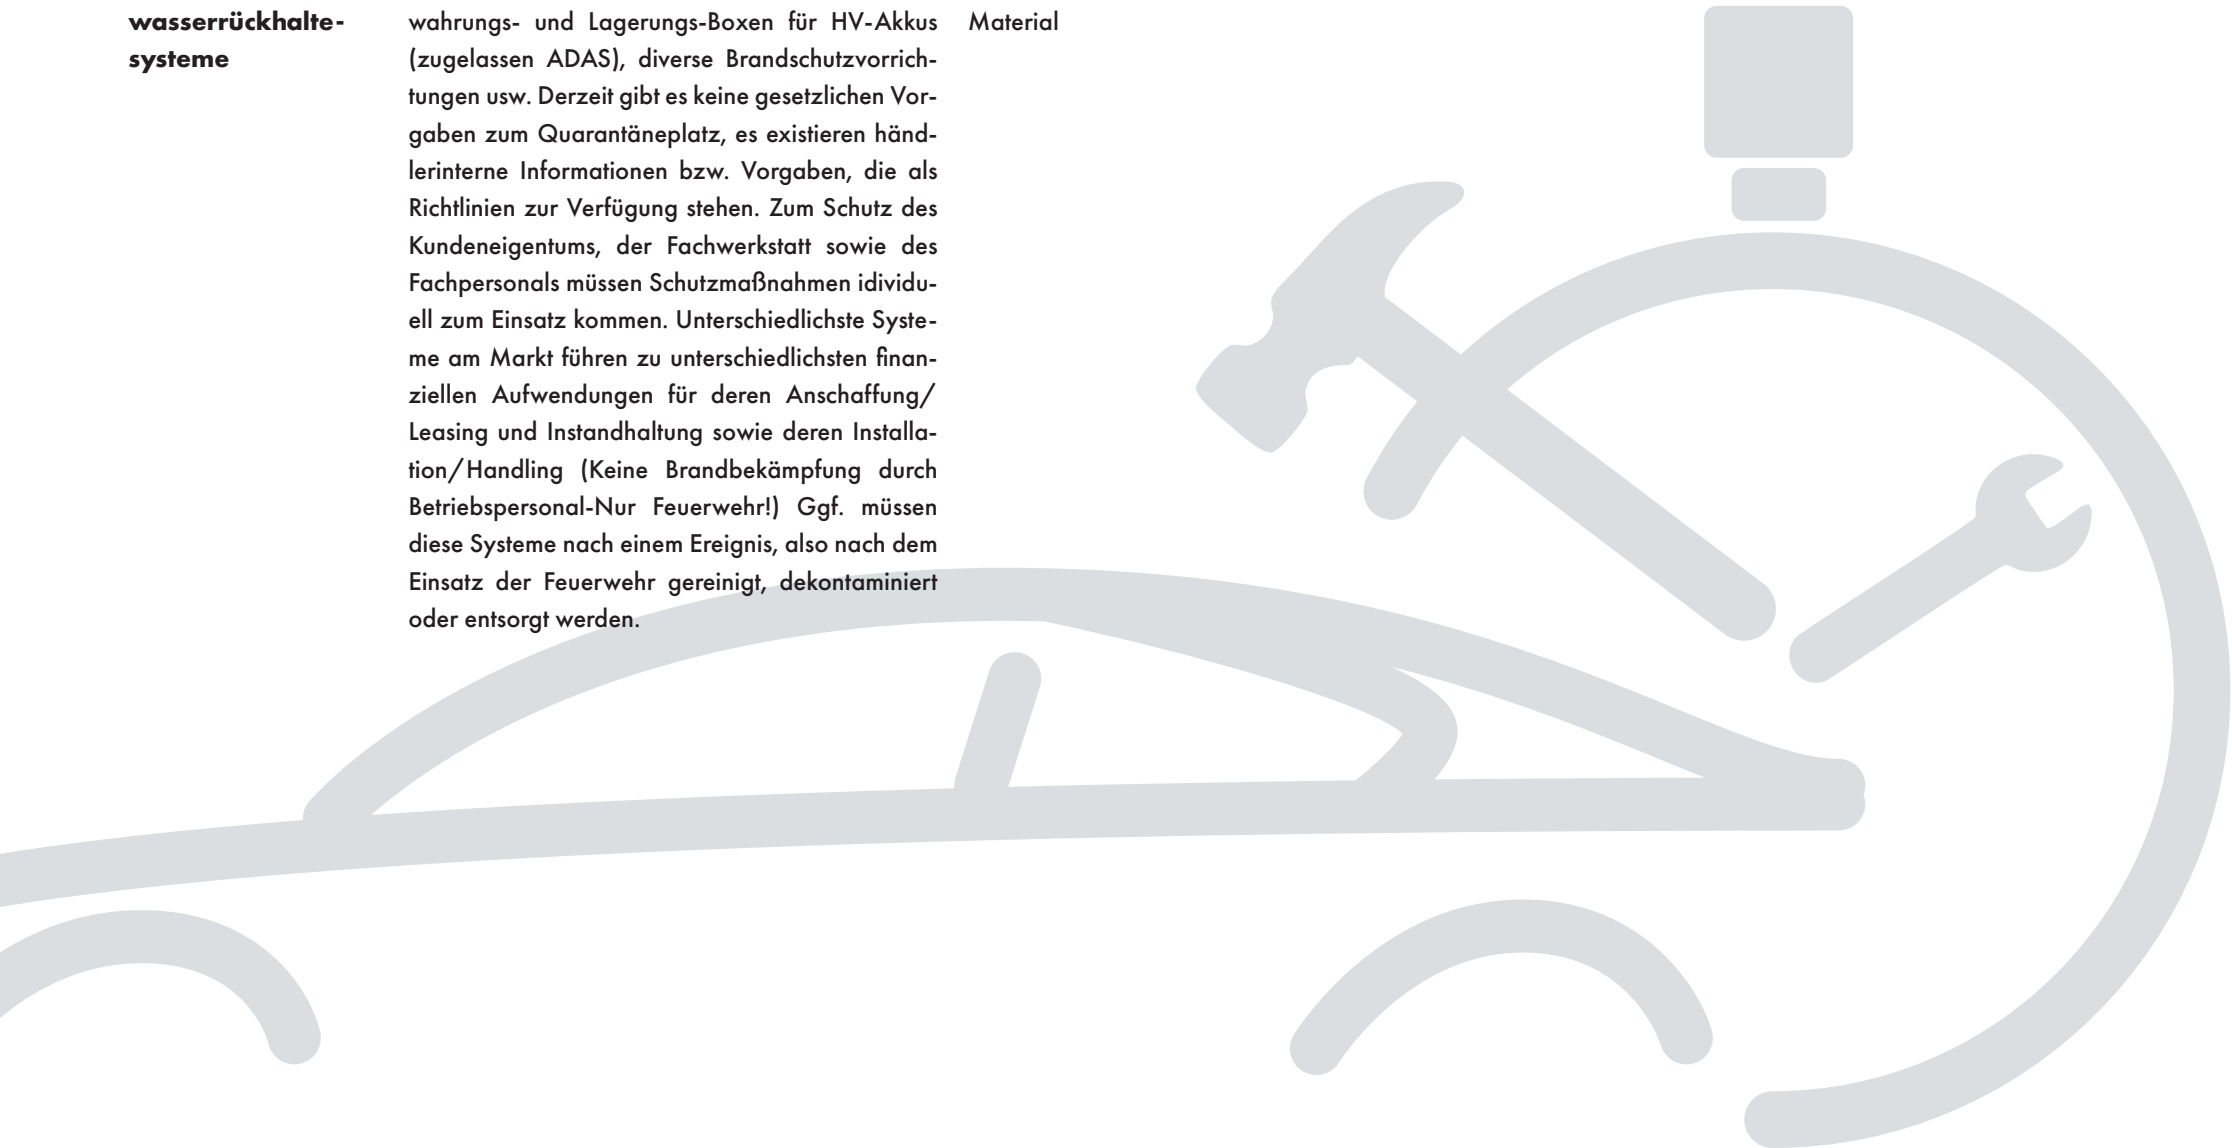 wasserrückhalte-
systeme
wahrungs- und Lagerungs-Boxen für HV-Akkus
(zugelassen ADAS), diverse Brandschutzvorrich-
tungen usw. Derzeit gibt es keine gesetzlichen Vor-
gaben zum Quarantäneplatz, es existieren händ-
lerinterne Informationen bzw. Vorgaben, die als
Richtlinien zur Verfügung stehen. Zum Schutz des
Kundeneigentums, der Fachwerkstatt sowie des
Fachpersonals müssen Schutzmaßnahmen idividu-
ell zum Einsatz kommen. Unterschiedlichste Syste-
me am Markt führen zu unterschiedlichsten finan-
ziellen Aufwendungen für deren Anschaffung/
Leasing und Instandhaltung sowie deren Installa-
tion/Handling (Keine Brandbekämpfung durch
Betriebspersonal-Nur Feuerwehr!) Ggf. müssen
diese Systeme nach einem Ereignis, also nach dem
Einsatz der Feuerwehr gereinigt, dekontaminiert
oder entsorgt werden.
Material